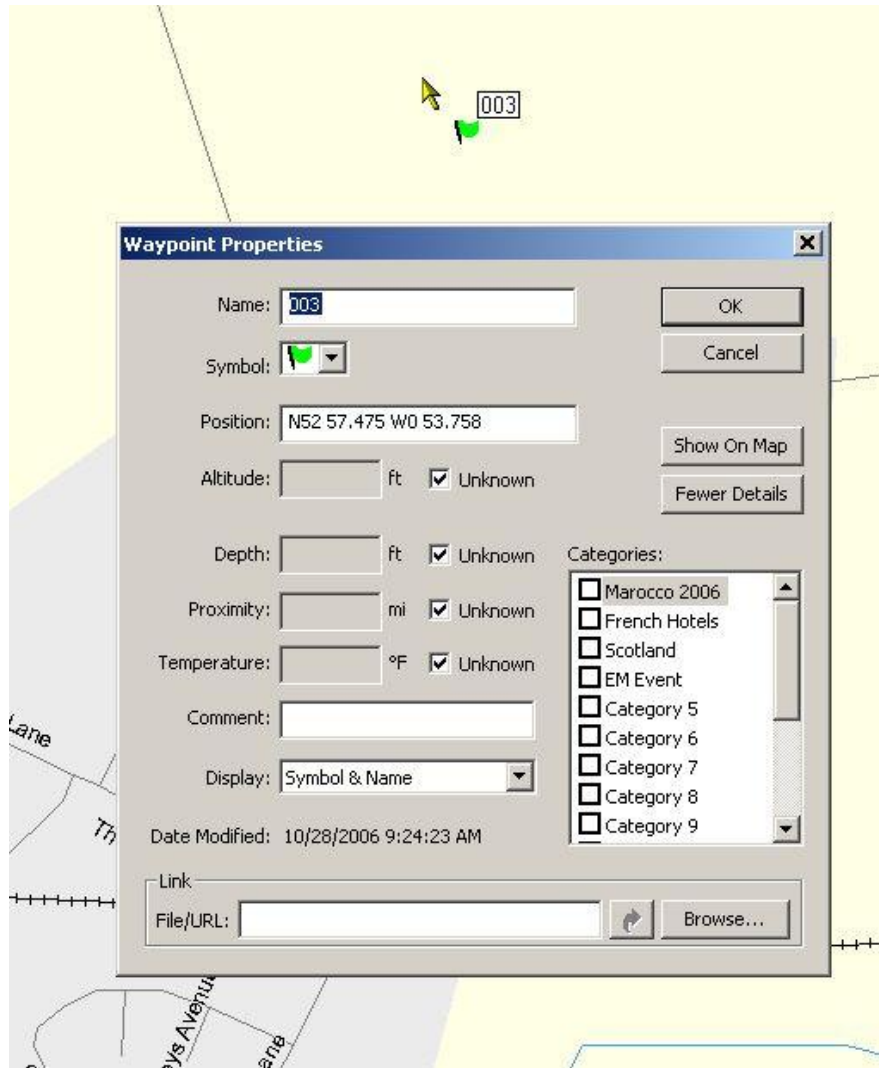 003
Waypoint Properties
Name: 003
OK
Symbol:
Cancel
Position: N52 57.475 W0 53.758
Show On Map
Altitude: ft Unknown
Fewer Details
Depth: ft Unknown
Categories:
Marocco 2006
Proximity: mi Unknown
French Hotels
Scotland
Temperature: °F Unknown
EM Event
Category 5
Comment:
Category 6
Category 7
Display: Symbol & Name
Category 8
Category 9
Date Modified: 10/28/2006 9:24:23 AM
Link
File/URL: Browse...
Lane